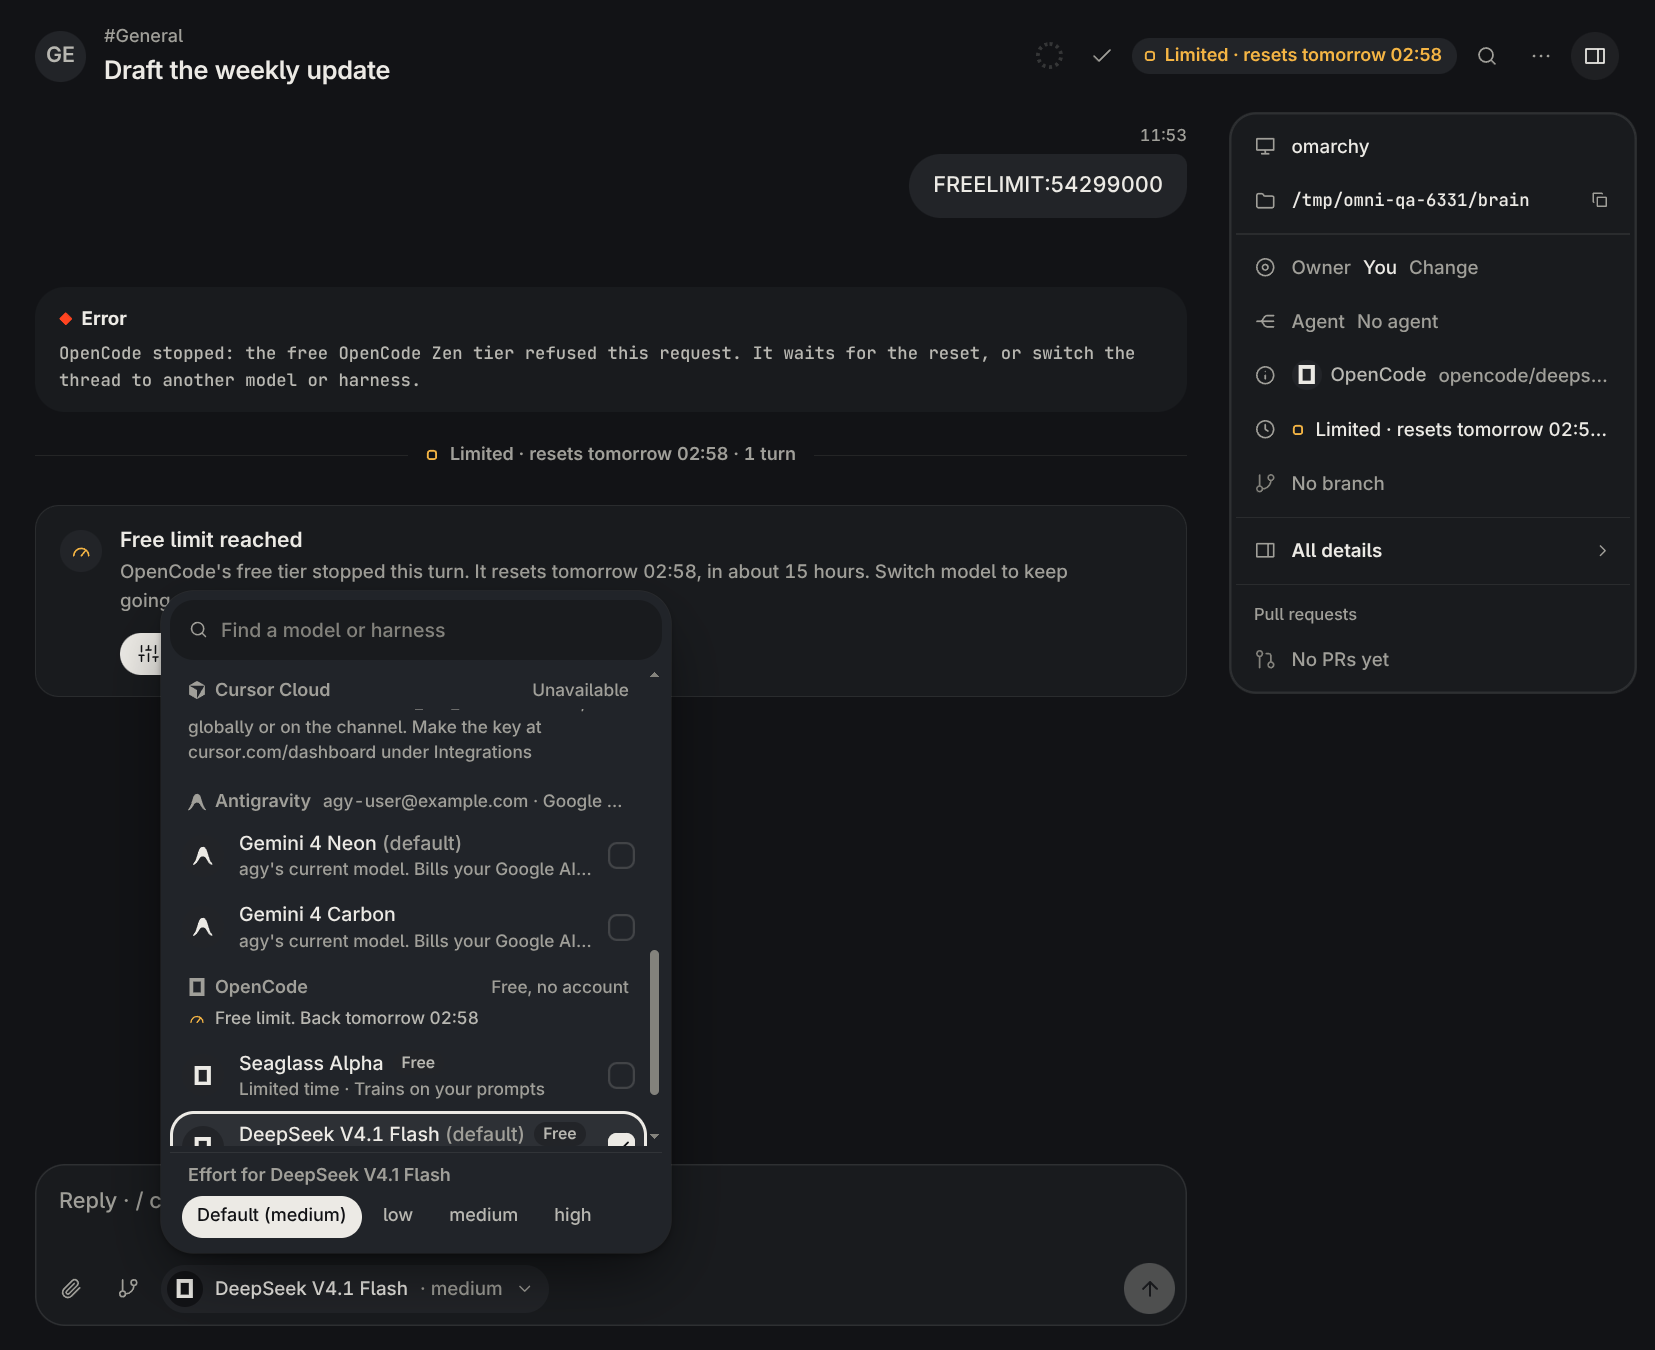 GE
#General
Draft the weekly update
Limited · resets tomorrow 02:58
11:53
FREELIMIT:54299000
Error
OpenCode stopped: the free OpenCode Zen tier refused this request. It waits for the reset, or switch the
thread to another model or harness.
Limited · resets tomorrow 02:58 · 1 turn
Free limit reached
OpenCode's free tier stopped this turn. It resets tomorrow 02:58, in about 15 hours. Switch model to keep
going
Find a model or harness
Cursor Cloud
Unavailable
globally or on the channel. Make the key at
cursor.com/dashboard under Integrations
Antigravity agy-user@example.com · Google ...
Gemini 4 Neon (default)
agy's current model. Bills your Google AI...
Gemini 4 Carbon
agy's current model. Bills your Google AI...
OpenCode
Free, no account
Free limit. Back tomorrow 02:58
Seaglass Alpha Free
Limited time · Trains on your prompts
DeepSeek V4.1 Flash (default) Free
Effort for DeepSeek V4.1 Flash
Default (medium) low medium high
Reply · / c
DeepSeek V4.1 Flash · medium
omarchy
/tmp/omni-qa-6331/brain
Owner You Change
Agent No agent
OpenCode opencode/deeps...
Limited · resets tomorrow 02:5...
No branch
All details
Pull requests
No PRs yet